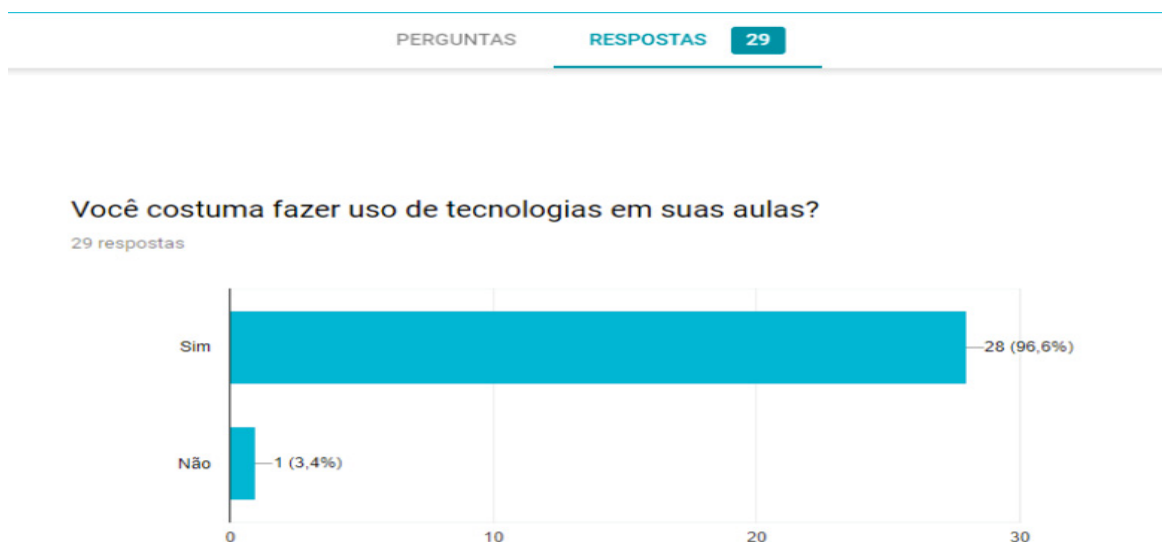 PERGUNTAS RESPOSTAS 29
Você costuma fazer uso de tecnologias em suas aulas?
29 respostas
Sim 28 (96,6%)
Não 1 (3,4%)
0 10 20 30